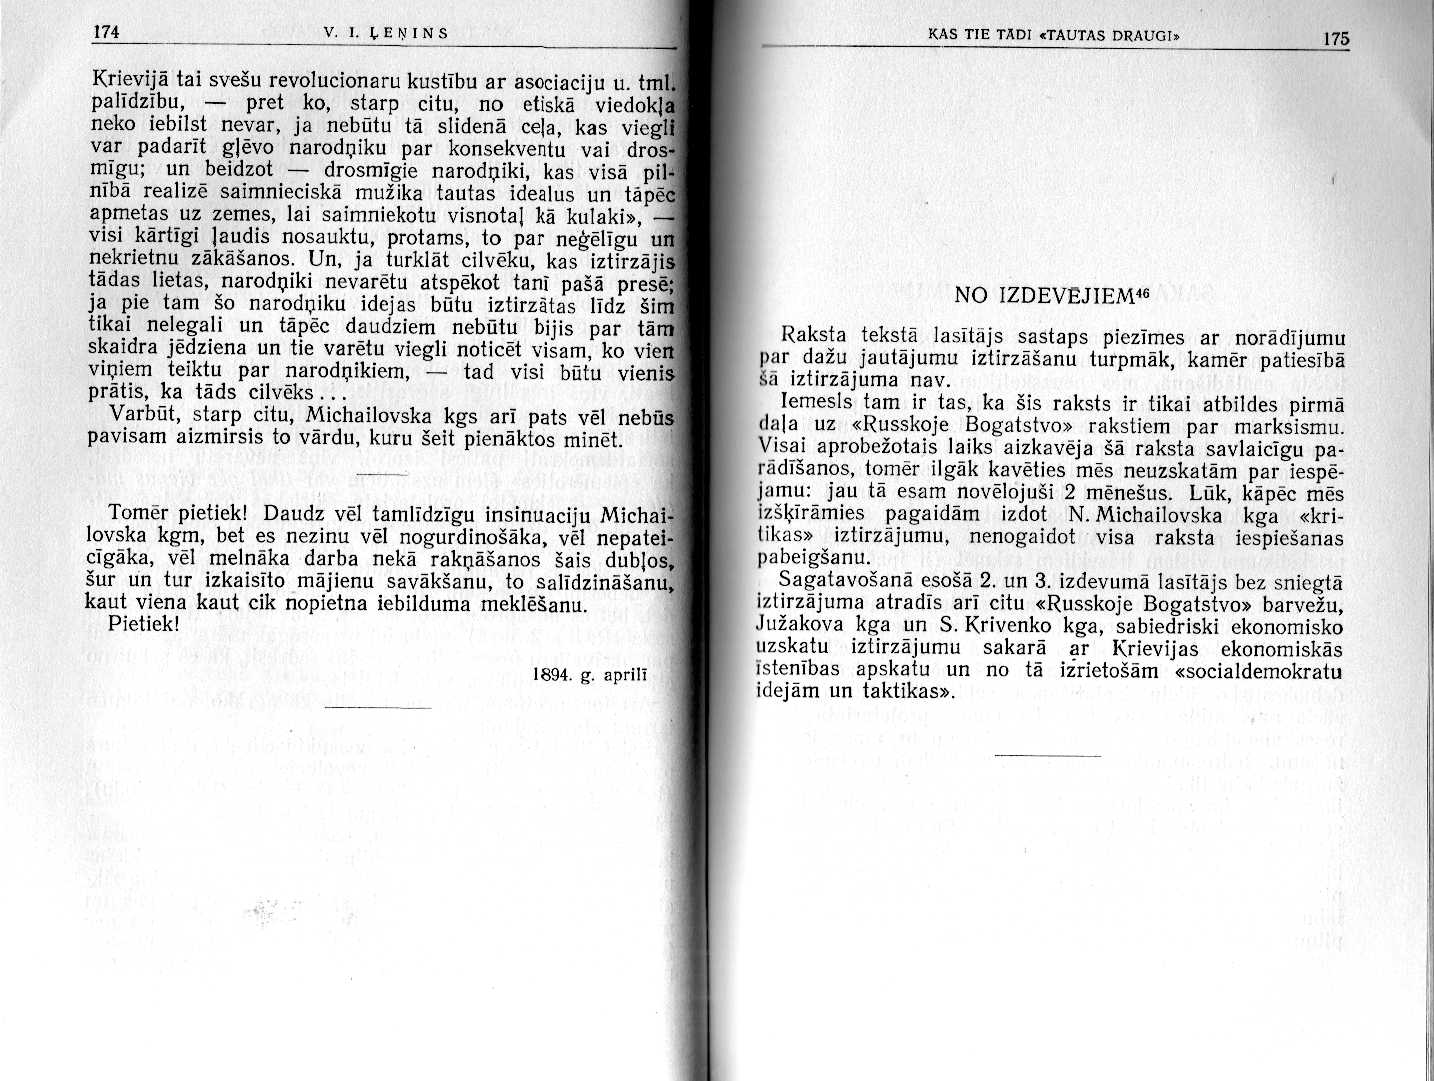 174
V. I. ĻEŅINS
Krievijā tai svešu revolucionaru kustību ar asociaciju u. tml.
palīdzību, — pret ko, starp citu, no etiskā viedokļa
neko iebilst nevar, ja nebūtu tā slidenā ceļa, kas viegli
var padarīt gļēvo narodņiku par konsekventu vai dros-
mīgu; un beidzot — drosmīgie narodņiki, kas visā pil-
nībā realizē saimnieciskā mužika tautas idealus un tāpēc
apmetas uz zemes, lai saimniekotu visnotaļ kā kulaki», —
visi kārtīgi ļaudis nosauktu, protams, to par neģēlīgu un
nekrietnu zākāšanos. Un, ja turklāt cilvēku, kas iztirzājis
tādas lietas, narodņiki nevarētu atspēkot tanī pašā presē;
ja pie tam šo narodņiku idejas būtu iztirzātas līdz šim
tikai nelegali un tāpēc daudziem nebūtu bijis par tām
skaidra jēdziena un tie varētu viegli noticēt visam, ko vien
viņiem teiktu par narodņikiem, — tad visi būtu vienis
prātis, ka tāds cilvēks . . .
Varbūt, starp citu, Michailovska kgs arī pats vēl nebūs
pavisam aizmirsis to vārdu, kuru šeit pienāktos minēt.
Tomēr pietiek! Daudz vēl tamlīdzīgu insinuaciju Michai-
lovska kgm, bet es nezinu vēl nogurdinošāka, vēl nepatei-
cīgāka, vēl melnāka darba nekā rakņāšanos šais dubļos,
šur un tur izkaisīto mājienu savākšanu, to salīdzināšanu,
kaut viena kaut cik nopietna iebilduma meklēšanu.
Pietiek!
1894. g. aprilī
KAS TIE TĀDI «TAUTAS DRAUGI»
175
NO IZDEVĒJIEM⁴⁶
Raksta tekstā lasītājs sastaps piezīmes ar norādījumu
par dažu jautājumu iztirzāšanu turpmāk, kamēr patiesībā
šā iztirzājuma nav.
Iemesls tam ir tas, ka šis raksts ir tikai atbildes pirmā
daļa uz «Russkoje Bogatstvo» rakstiem par marksismu.
Visai aprobežotais laiks aizkavēja šā raksta savlaicīgu pa-
rādīšanos, tomēr ilgāk kavēties mēs neuzskatām par iespē-
jamu: jau tā esam novēlojuši 2 mēnešus. Lūk, kāpēc mēs
izšķīrāmies pagaidām izdot N. Michailovska kga «kri-
tikas» iztirzājumu, nenogaidot visa raksta iespiešanas
pabeigšanu.
Sagatavošanā esošā 2. un 3. izdevumā lasītājs bez sniegtā
iztirzājuma atradīs arī citu «Russkoje Bogatstvo» barvežu,
Južakova kga un S. Krivenko kga, sabiedriski ekonomisko
uzskatu iztirzājumu sakarā ar Krievijas ekonomiskās
īstenības apskatu un no tā izrietošām «socialdemokratu
idejām un taktikas».